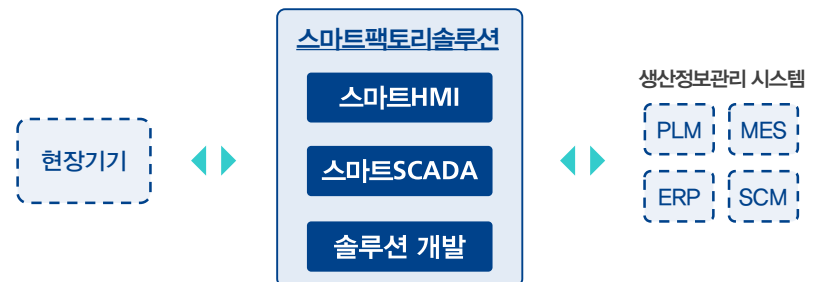 스마트팩토리솔루션
스마트HMI
스마트SCADA
솔루션 개발
현장기기
생산정보관리 시스템
PLM MES
ERP SCM